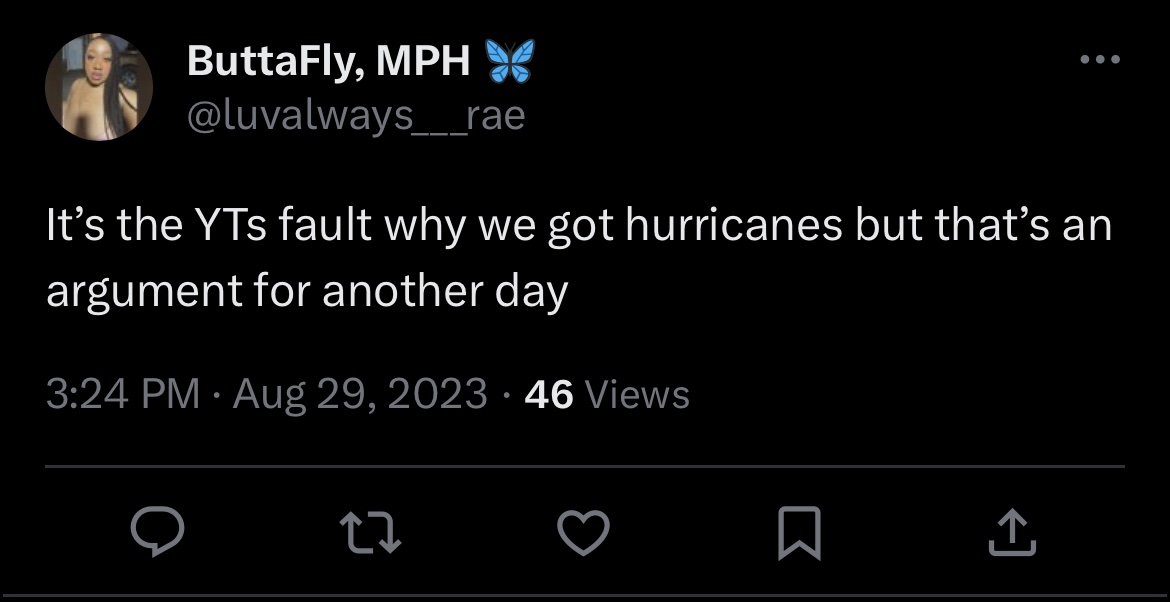 ButtaFly, MPH 🦋
@luvalways___rae
It’s the YTs fault why we got hurricanes but that’s an
argument for another day
3:24 PM · Aug 29, 2023 · 46 Views